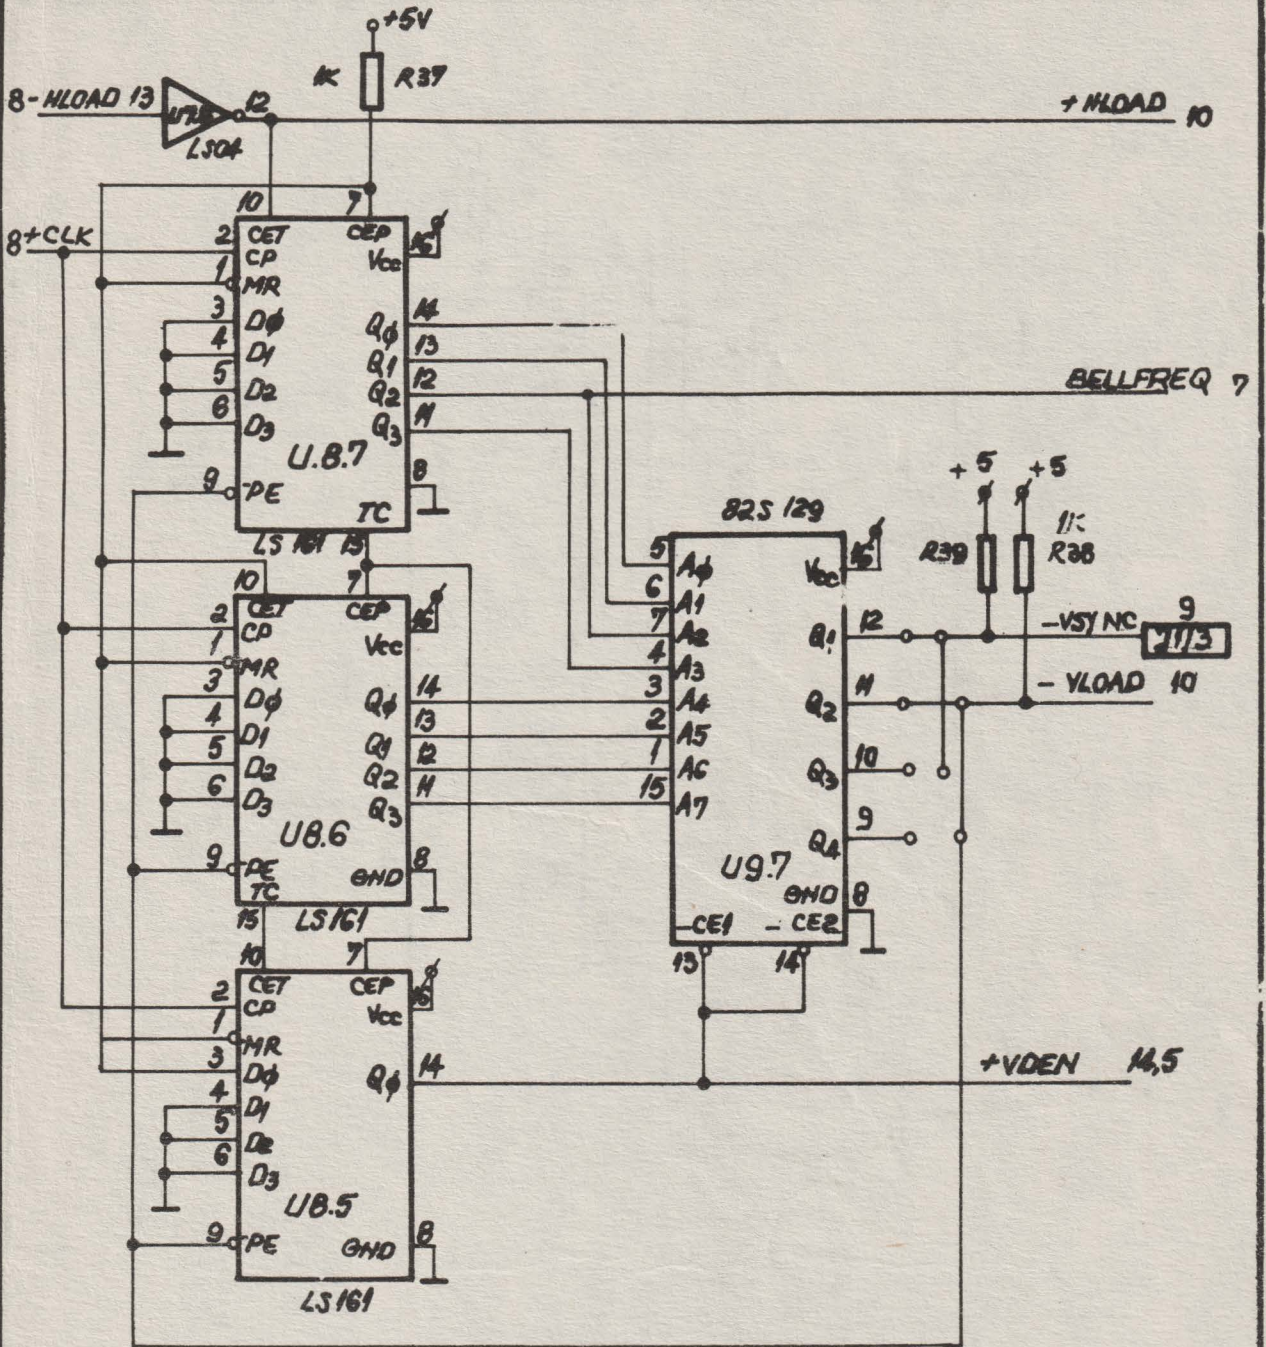 +5V
1K R37
8 -HLOAD 13
12
LS04
+HLOAD 10
10 7
8 +CLK
2 CET CEP
CP
16
Vcc
1 MR
3 DΦ
QΦ 14
4 D1
Q1 13
5 D2
Q2 12
6 D3
Q3 11
BELLFREQ 7
U.8.7
8
9 PE
TC
LS 161 15
10 7
CET CEP
2 CP
16
Vcc
1 MR
3 DΦ
QΦ 14
4 D1
Q1 13
5 D2
Q2 12
6 D3
Q3 11
U8.6
9 PE
GND 8
TC
15
LS161
10 7
CET CEP
2 CP
16
Vcc
1 MR
3 DΦ
QΦ 14
4 D1
5 D2
6 D3
U8.5
9 PE
GND 8
LS161
82S 129
5 AΦ
16
Vcc
6 A1
7 A2
4 A3
3 A4
2 A5
1 A6
15 A7
Q1 12
Q2 11
Q3 10
Q4 9
U9.7
GND 8
-CE1 -CE2
13 14
+5 +5
1K
R39 R38
-VSYNC
9
J1/3
-VLOAD 10
+VDEN 14,5